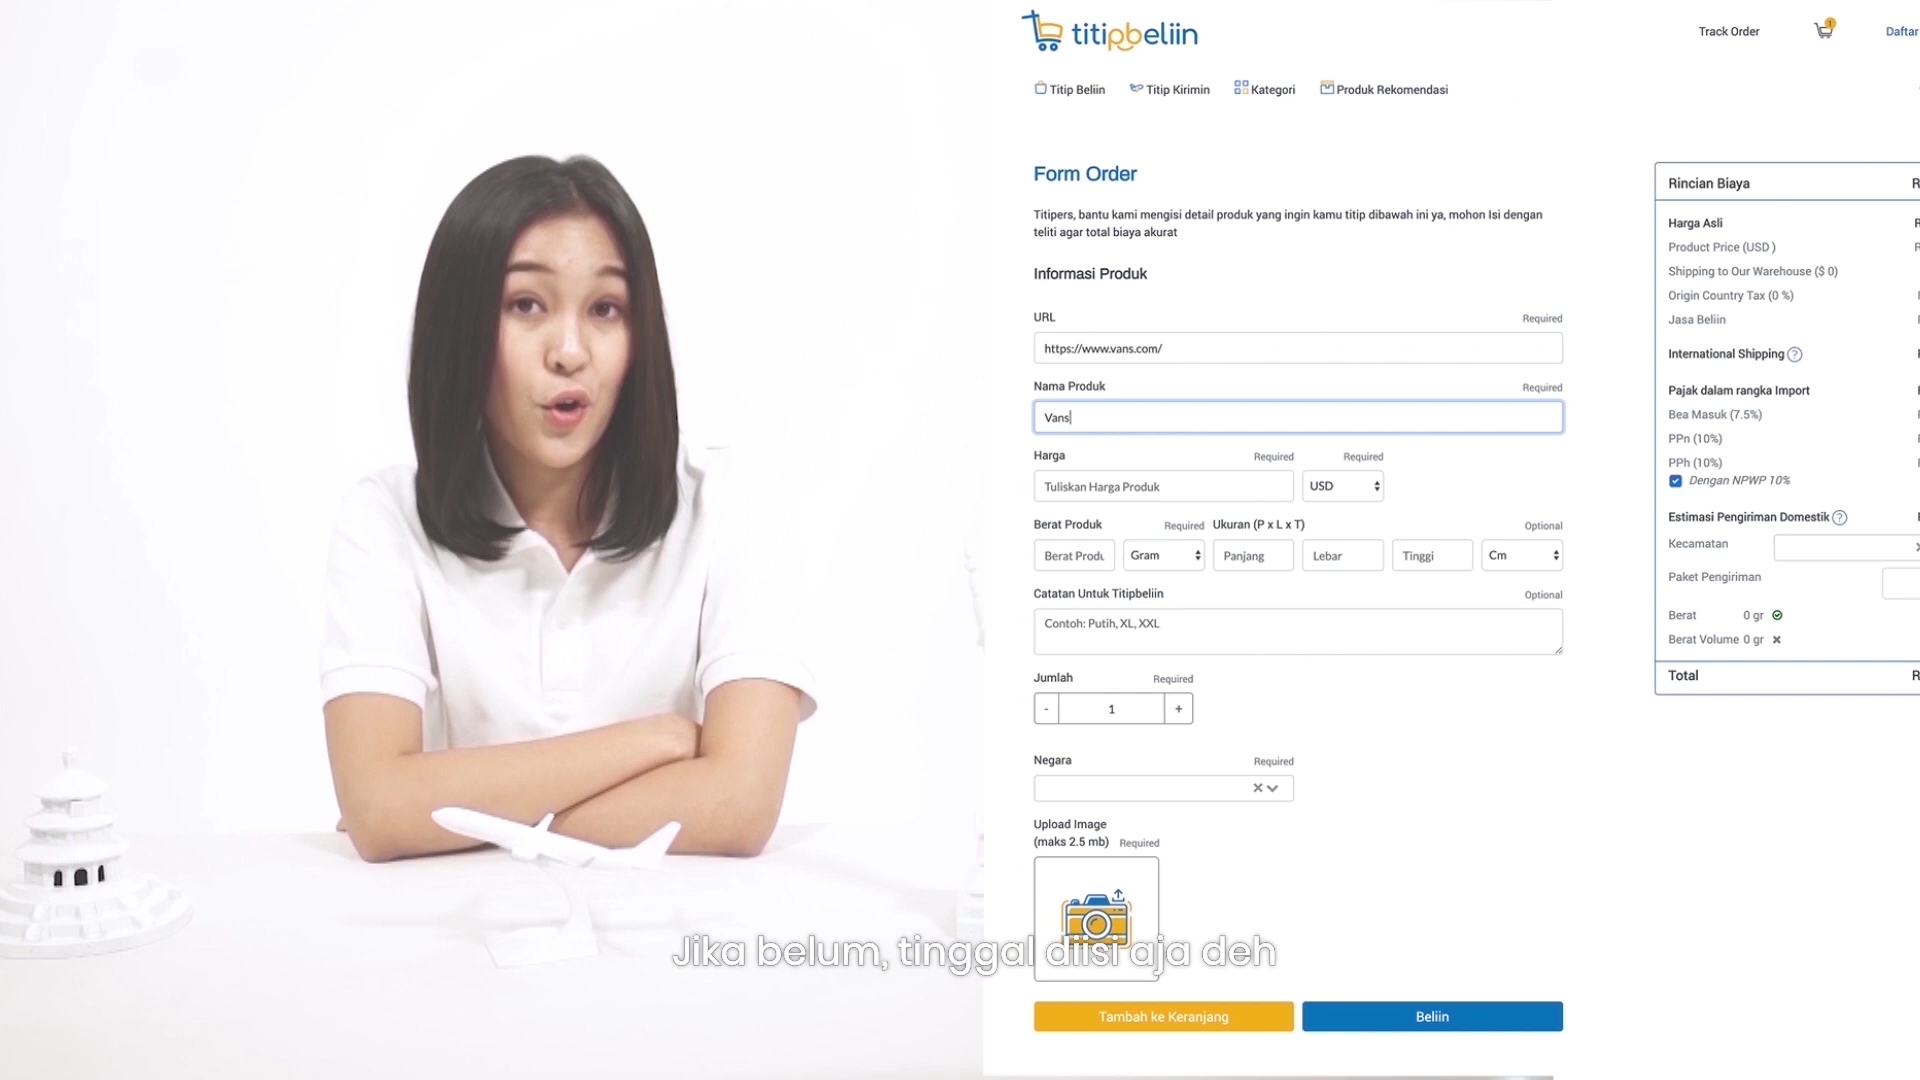 titipbeliin
Track Order
1
Daftar
Titip Beliin
Titip Kirimin
Kategori
Produk Rekomendasi
Form Order
Titipers, bantu kami mengisi detail produk yang ingin kamu titip dibawah ini ya, mohon Isi dengan
teliti agar total biaya akurat
Informasi Produk
URL Required
https://www.vans.com/
Nama Produk Required
Vans
Harga Required Required
Tuliskan Harga Produk USD
Berat Produk Required Ukuran (P x L x T) Optional
Berat Produ Gram Panjang Lebar Tinggi Cm
Catatan Untuk Titipbeliin Optional
Contoh: Putih, XL, XXL
Jumlah Required
- 1 +
Negara Required
Upload Image
(maks 2.5 mb) Required
Jika belum, tinggal diisi aja deh
Tambah ke Keranjang Beliin
Rincian Biaya R
Harga Asli R
Product Price (USD ) R
Shipping to Our Warehouse ($ 0)
Origin Country Tax (0 %)
Jasa Beliin
International Shipping ?
Pajak dalam rangka Import
Bea Masuk (7.5%)
PPn (10%)
PPh (10%)
Dengan NPWP 10%
Estimasi Pengiriman Domestik ?
Kecamatan
Paket Pengiriman
Berat 0 gr
Berat Volume 0 gr
Total R